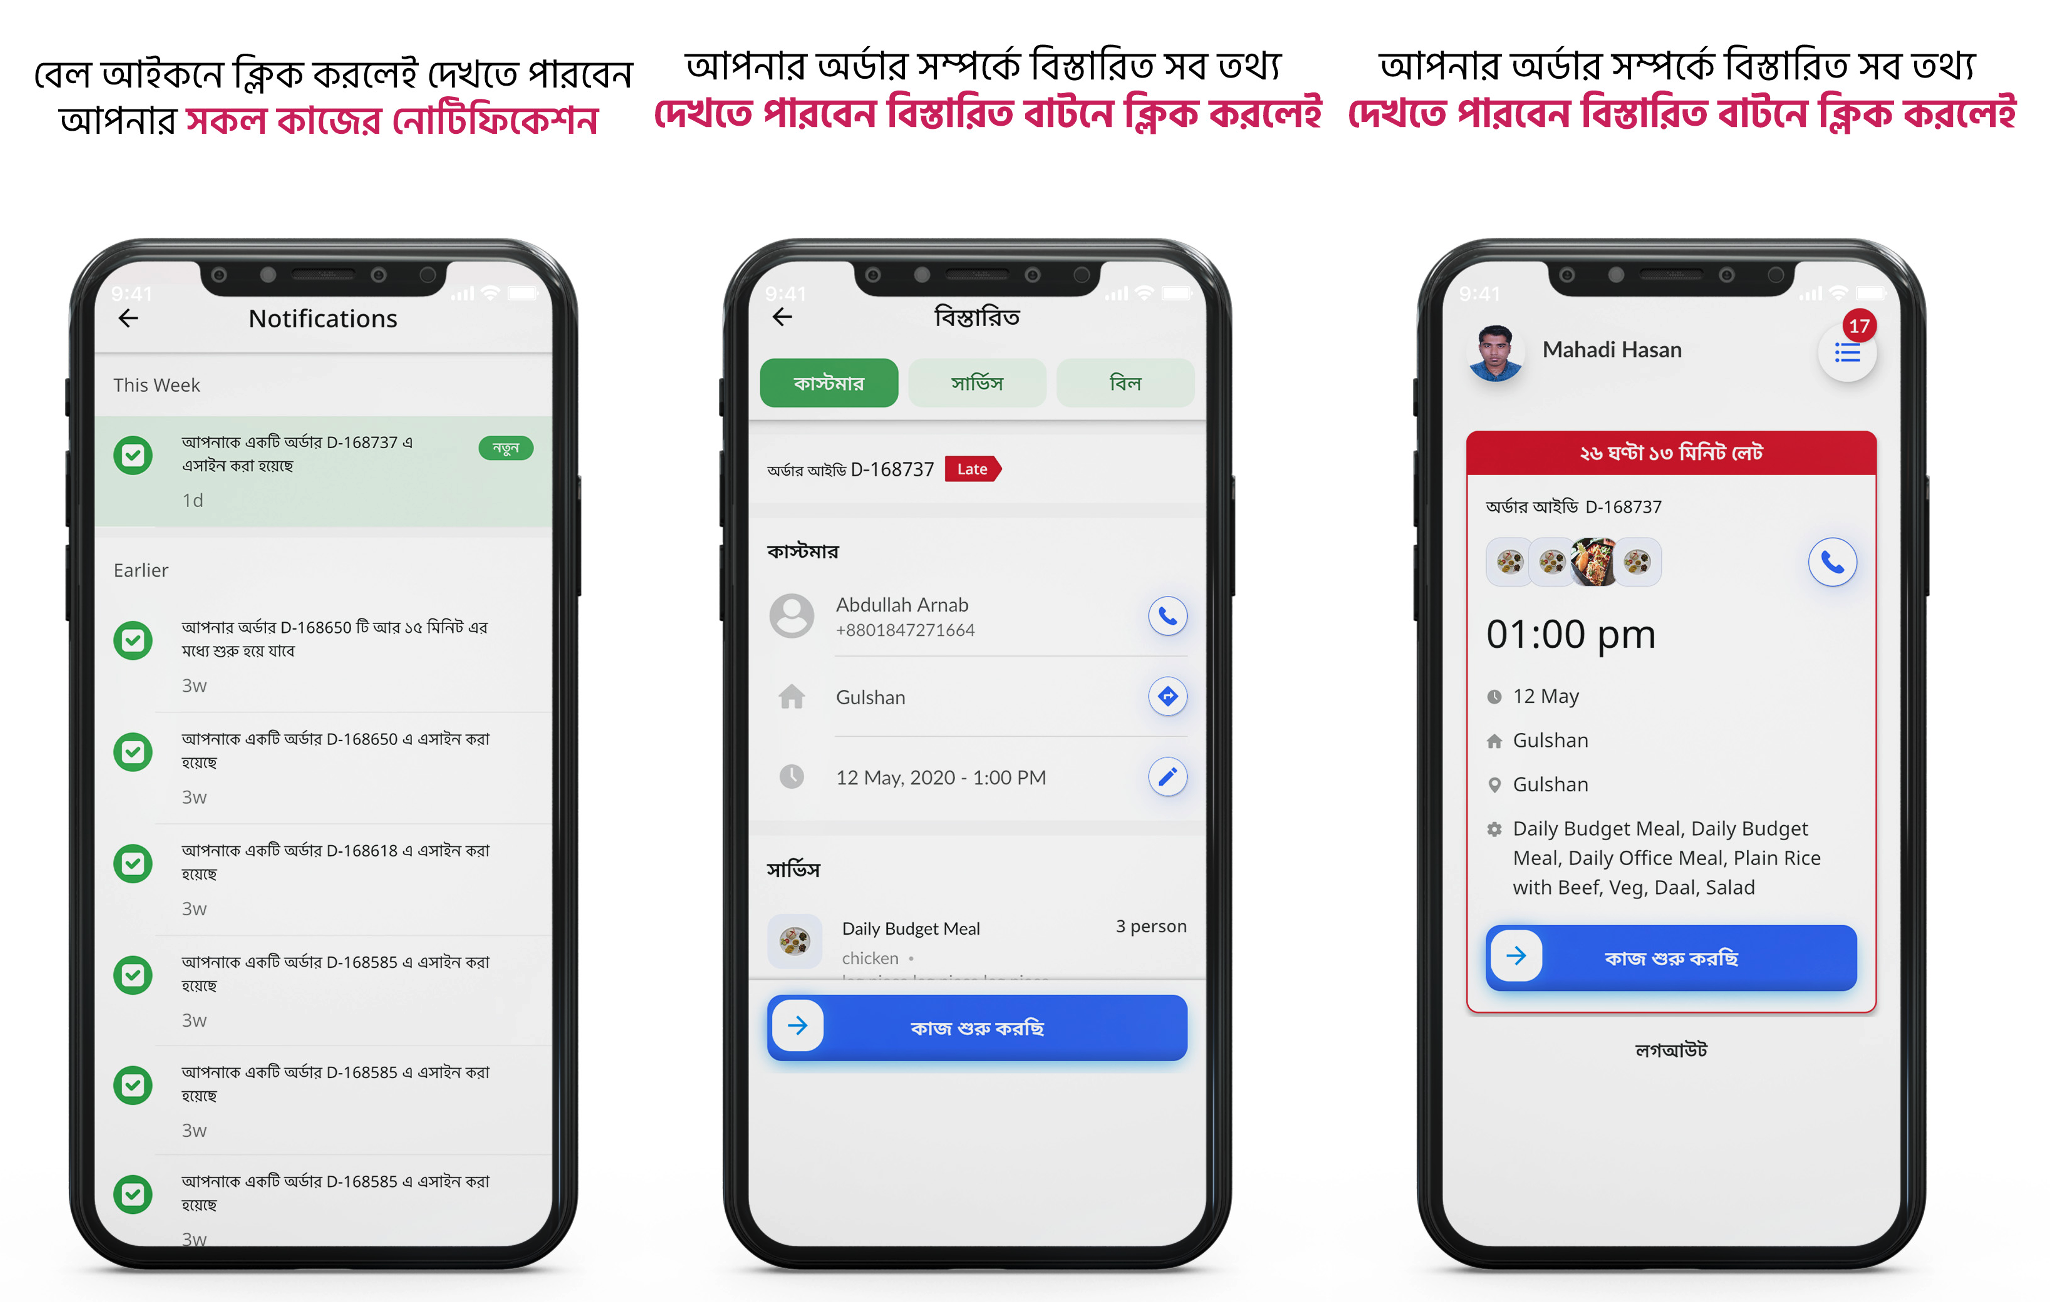 বেল আইকনে ক্লিক করলেই দেখতে পারবেন
আপনার সকল কাজের নোটিফিকেশন
9:41
Notifications
This Week
আপনাকে একটি অর্ডার D-168737 এ
এসাইন করা হয়েছে
নতুন
1d
Earlier
আপনার অর্ডার D-168650 টি আর ১৫ মিনিট এর
মধ্যে শুরু হয়ে যাবে
3w
আপনাকে একটি অর্ডার D-168650 এ এসাইন করা
হয়েছে
3w
আপনাকে একটি অর্ডার D-168618 এ এসাইন করা
হয়েছে
3w
আপনাকে একটি অর্ডার D-168585 এ এসাইন করা
হয়েছে
3w
আপনাকে একটি অর্ডার D-168585 এ এসাইন করা
হয়েছে
3w
আপনাকে একটি অর্ডার D-168585 এ এসাইন করা
হয়েছে
3w
আপনার অর্ডার সম্পর্কে বিস্তারিত সব তথ্য
দেখতে পারবেন বিস্তারিত বাটনে ক্লিক করলেই
9:41
বিস্তারিত
কাস্টমার সার্ভিস বিল
অর্ডার আইডি D-168737 Late
কাস্টমার
Abdullah Arnab
+8801847271664
Gulshan
12 May, 2020 - 1:00 PM
সার্ভিস
Daily Budget Meal 3 person
chicken •
কাজ শুরু করছি
আপনার অর্ডার সম্পর্কে বিস্তারিত সব তথ্য
দেখতে পারবেন বিস্তারিত বাটনে ক্লিক করলেই
9:41
17
Mahadi Hasan
২৬ ঘণ্টা ১৩ মিনিট লেট
অর্ডার আইডি D-168737
01:00 pm
12 May
Gulshan
Gulshan
Daily Budget Meal, Daily Budget
Meal, Daily Office Meal, Plain Rice
with Beef, Veg, Daal, Salad
কাজ শুরু করছি
লগআউট